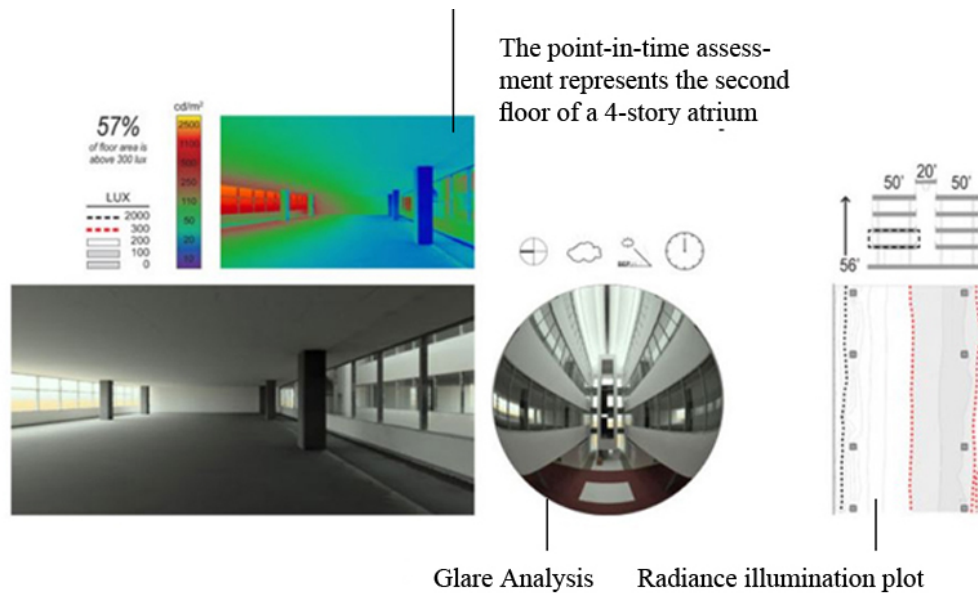 The point-in-time assess-
ment represents the second
floor of a 4-story atrium
57%
of floor area is
above 300 lux
LUX
2000
300
200
100
0
cd/m²
2500
1100
500
250
110
50
20
10
50' 20' 50'
56'
Glare Analysis
Radiance illumination plot